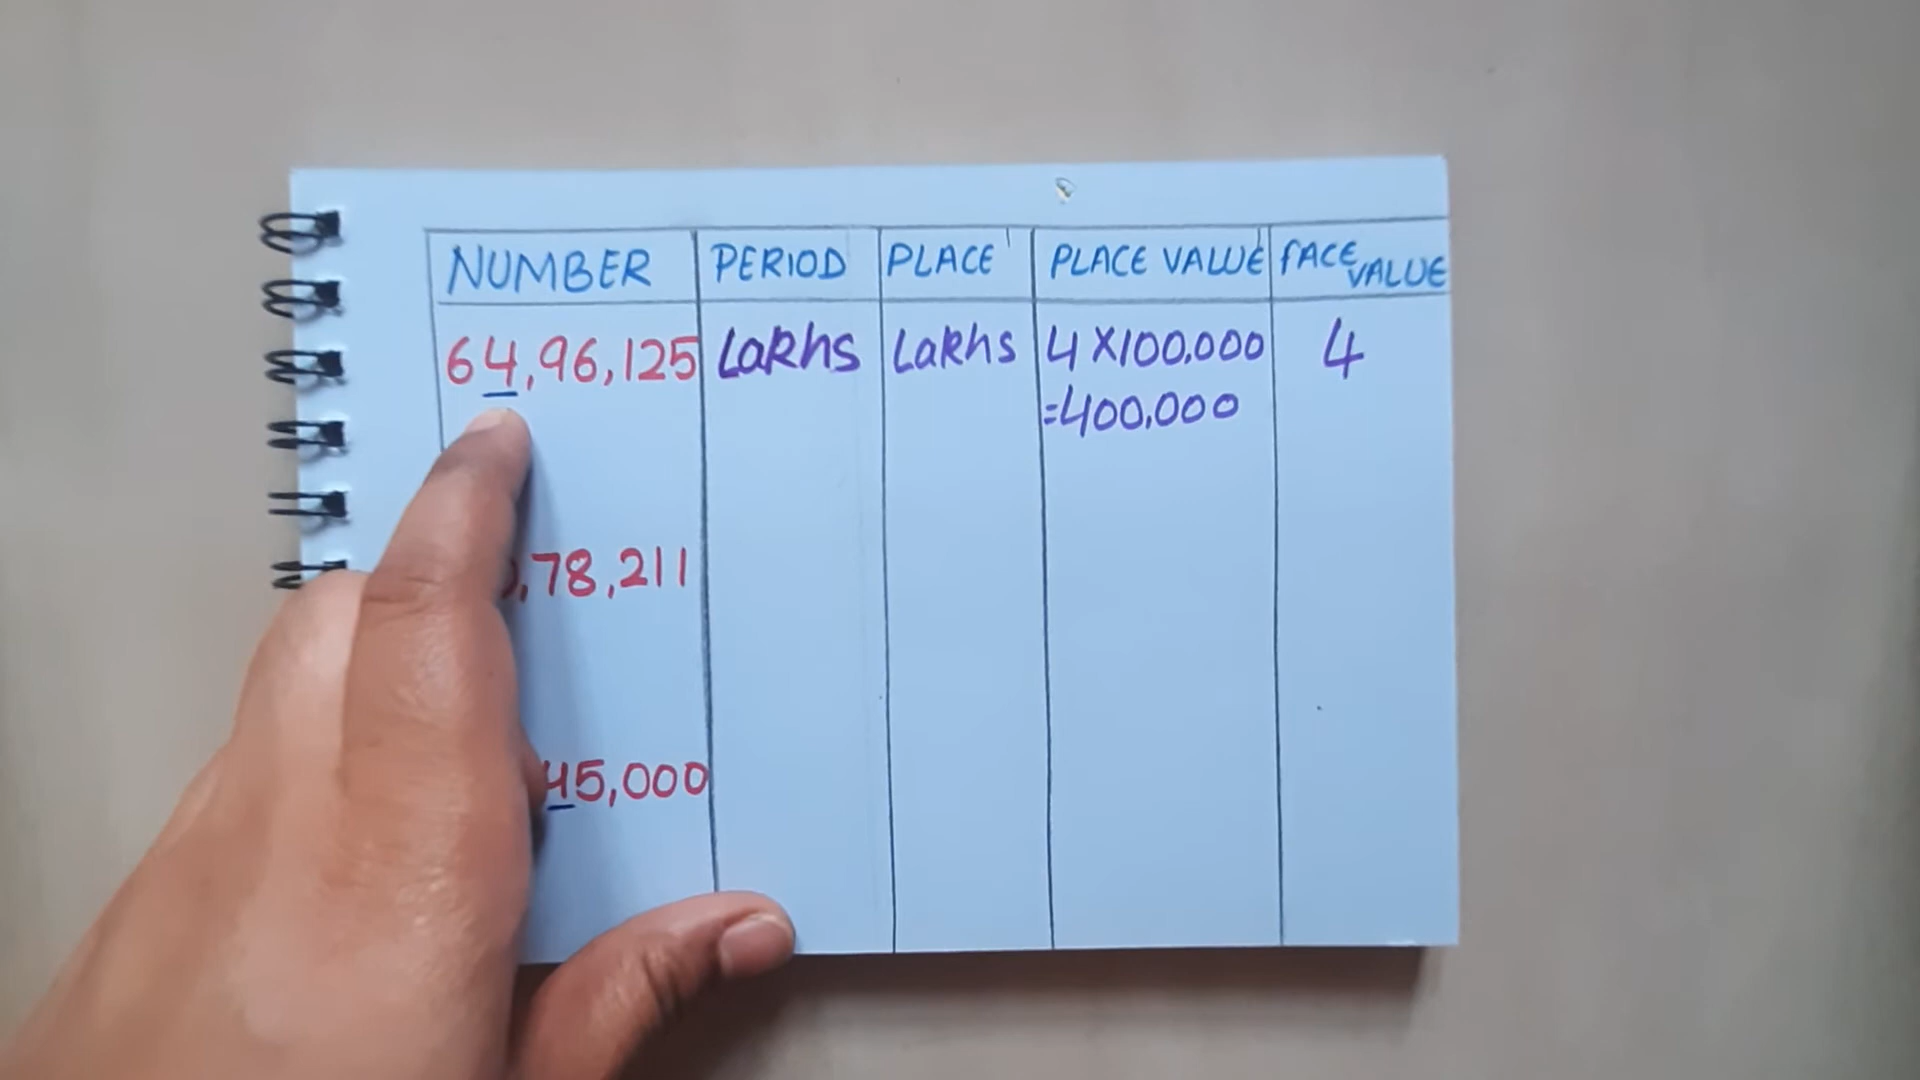 NUMBER PERIOD PLACE PLACE VALUE FACE VALUE
64,96,125 Lakhs Lakhs 4 X100,000 4
=400,000
,78,211
45,000